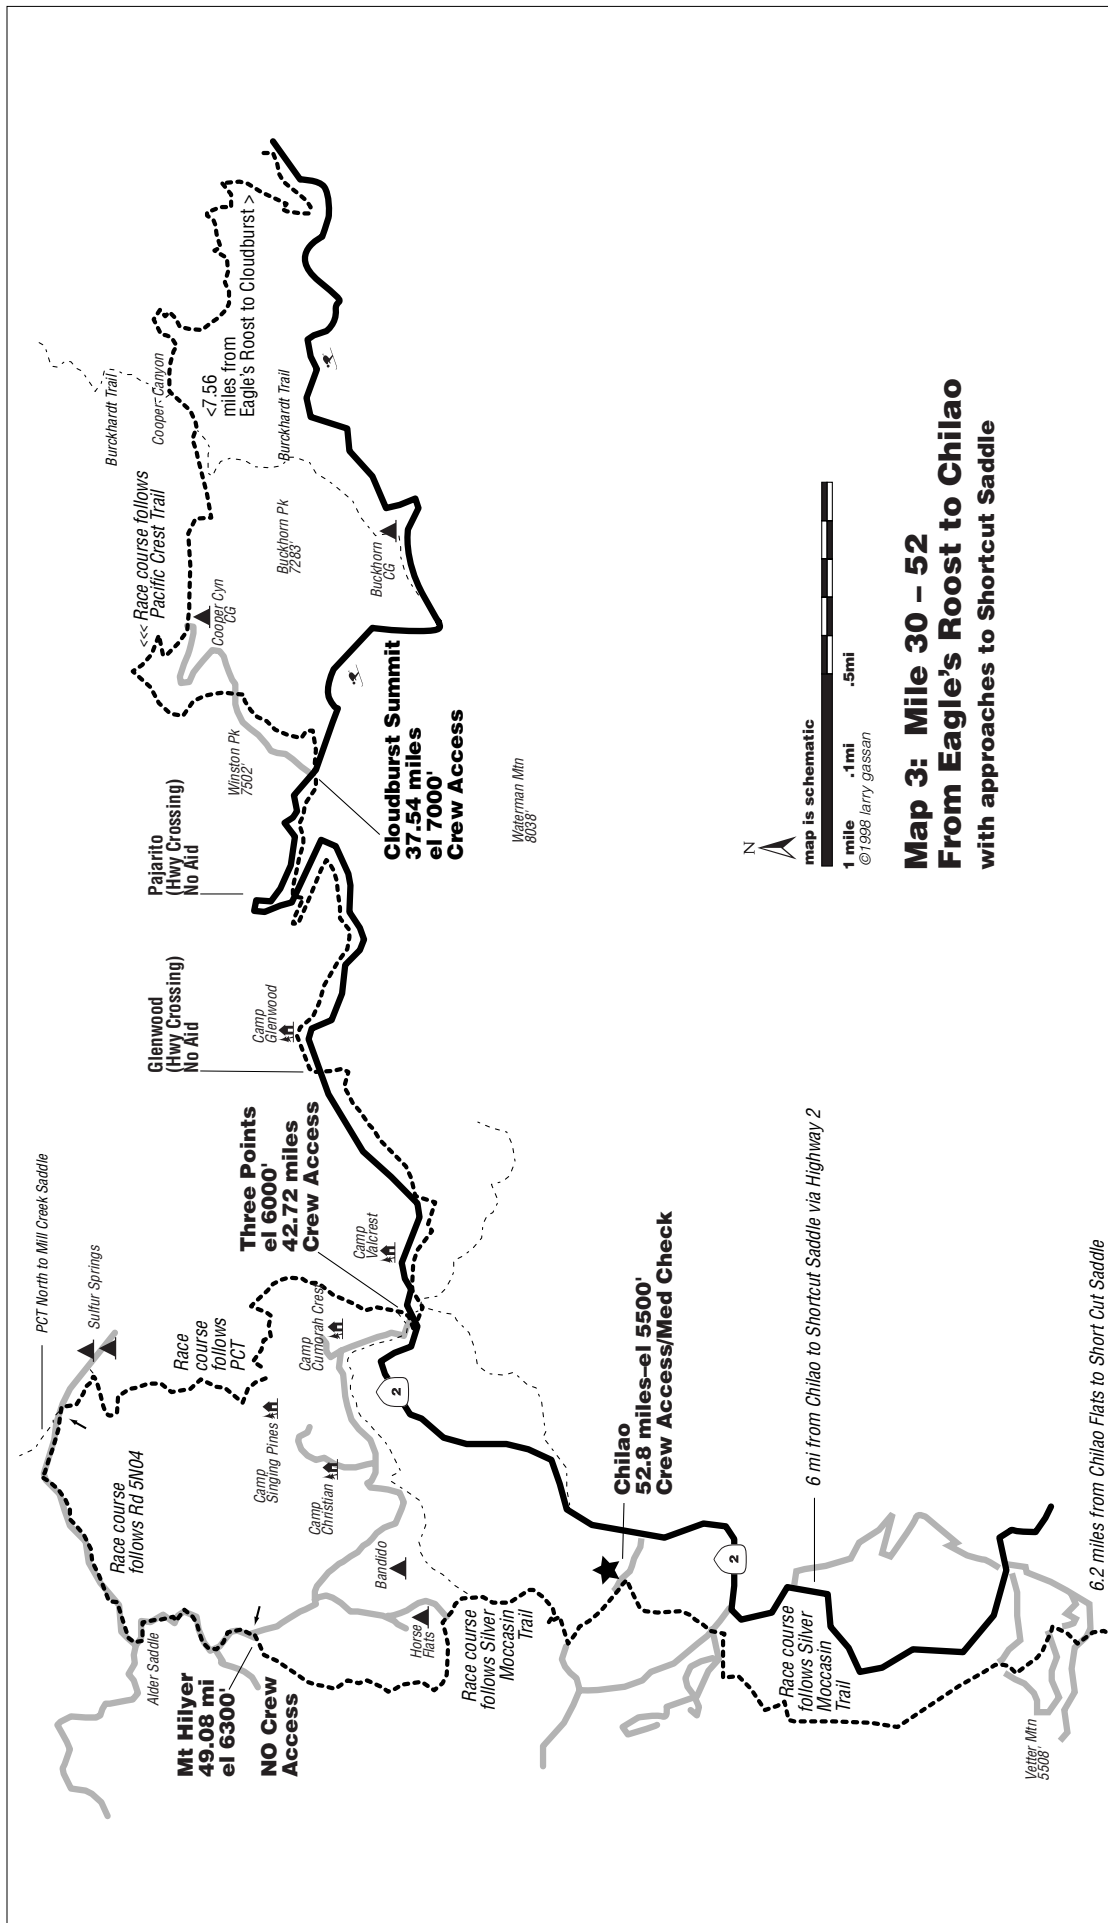 PCT North to Mill Creek Saddle
Sulfur Springs
Race course
follows Rd 5N04
Race
course
follows
PCT
Alder Saddle
Mt Hilyer
49.08 mi
el 6300'
NO Crew
Access
Camp
Singing Pines
Camp
Christian
Camp
Cumorah Crest
Bandido
Horse
Flats
Race course
follows Silver
Moccasin
Trail
Three Points
el 6000'
42.72 miles
Crew Access
Camp
Valcrest
Glenwood
(Hwy Crossing)
No Aid
Camp
Glenwood
Pajarito
(Hwy Crossing)
No Aid
Winston Pk
7502'
<<< Race course follows
Pacific Crest Trail
Cooper Cyn
CG
Burckhardt Trail
Cooper Canyon
<7.56
miles from
Eagle's Roost to Cloudburst >
Burckhardt Trail
Buckhorn Pk
7283'
Buckhorn
CG
Cloudburst Summit
37.54 miles
el 7000'
Crew Access
Waterman Mtn
8038'
2
Chilao
52.8 miles–el 5500'
Crew Access/Med Check
2
6 mi from Chilao to Shortcut Saddle via Highway 2
Race course
follows Silver
Moccasin
Trail
Vetter Mtn
5508'
6.2 miles from Chilao Flats to Short Cut Saddle
N
map is schematic
1 mile .1mi .5mi
©1998 larry gassan
Map 3: Mile 30 – 52
From Eagle's Roost to Chilao
with approaches to Shortcut Saddle